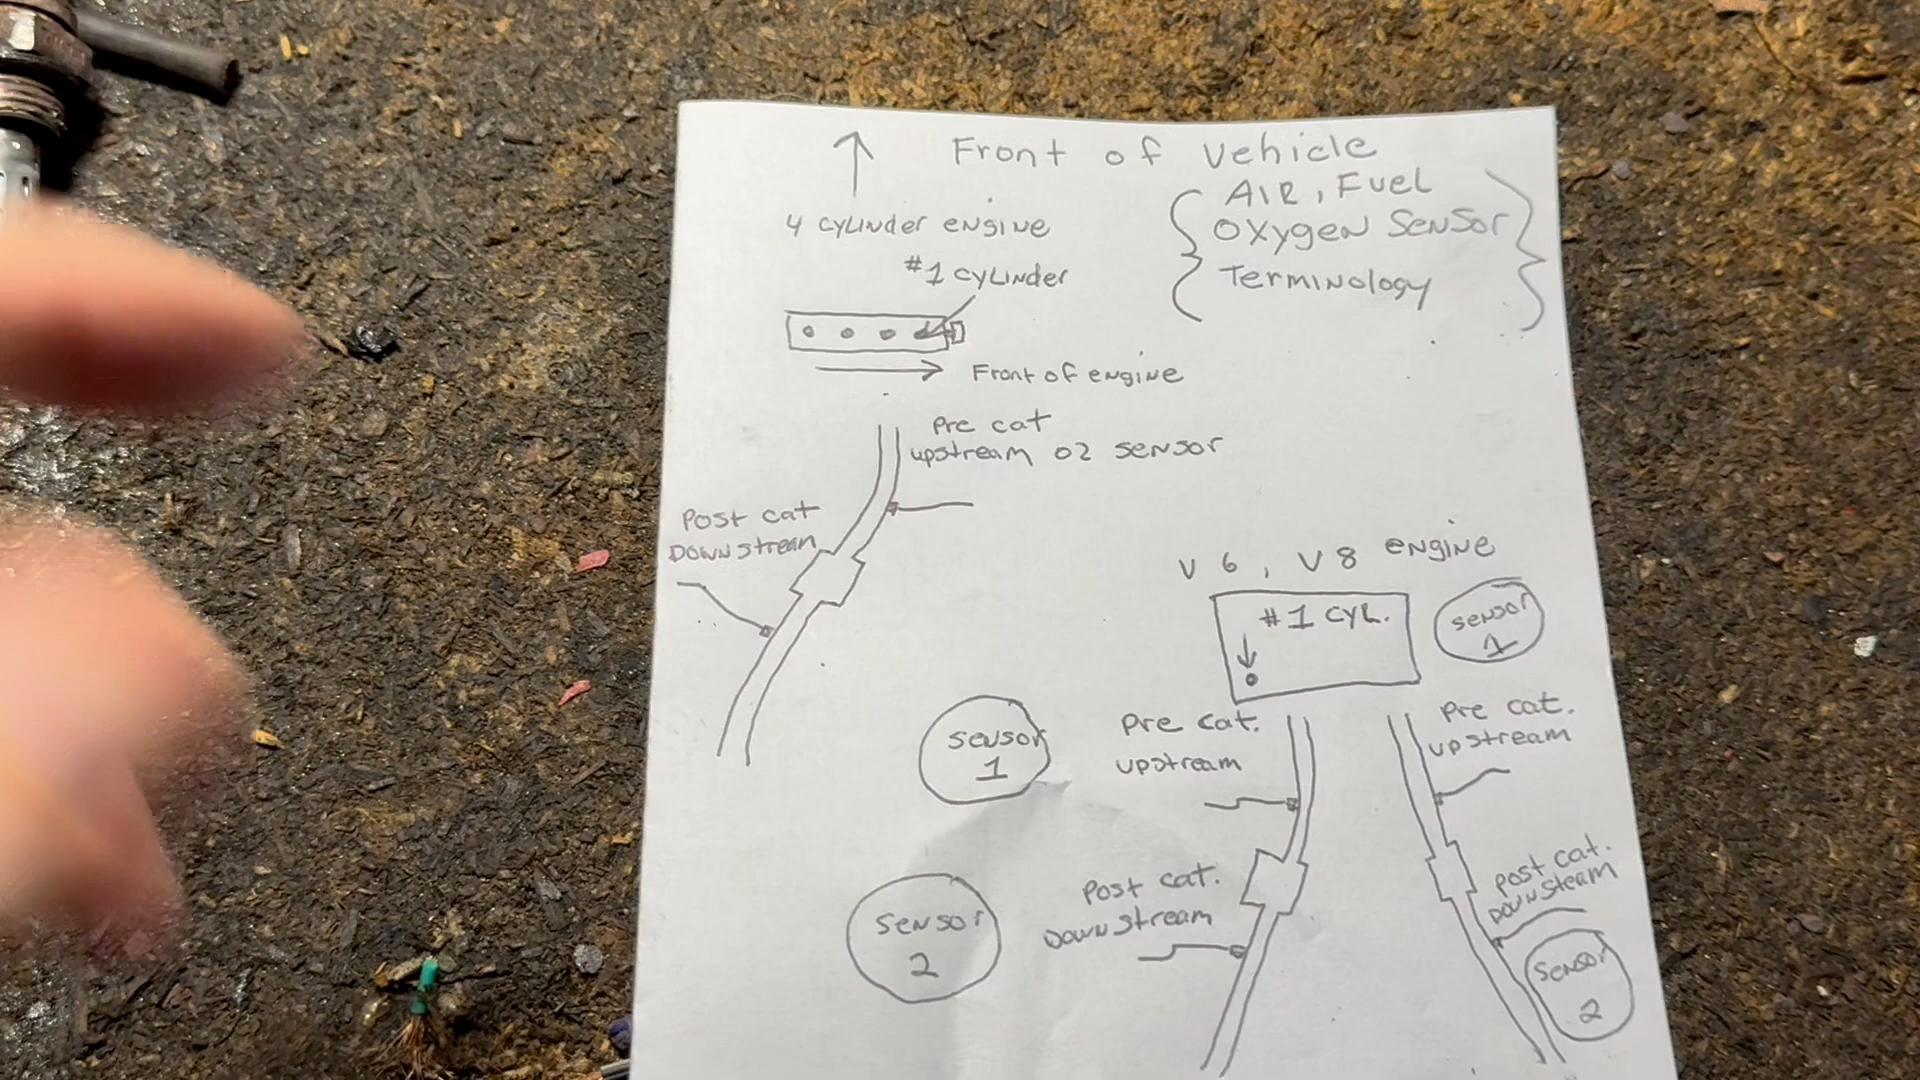 Front of vehicle
AIR, Fuel
Oxygen Sensor
Terminology
4 cylinder engine
#1 cylinder
Front of engine
Pre cat
upstream O2 sensor
Post cat
Downstream
V6, V8 engine
#1 CYL.
Sensor
1
Pre cat.
upstream
Pre cat.
upstream
Sensor
1
Post cat.
Downstream
Post cat.
Downsteam
Sensor
2
Sensor
2